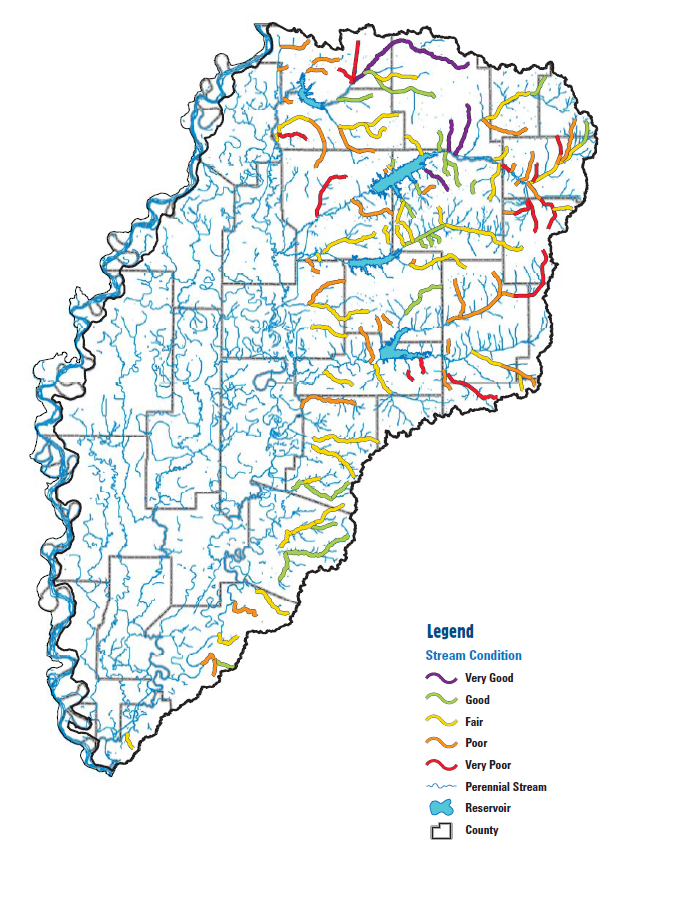 Legend
Stream Condition
Very Good
Good
Fair
Poor
Very Poor
Perennial Stream
Reservoir
County